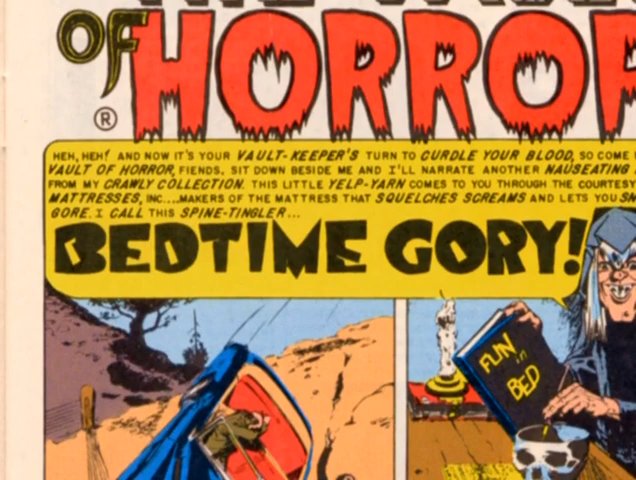 OF
HORROR
®
HEH, HEH! AND NOW IT'S YOUR VAULT-KEEPER'S TURN TO CURDLE YOUR BLOOD, SO COME
VAULT OF HORROR, FIENDS. SIT DOWN BESIDE ME AND I'LL NARRATE ANOTHER NAUSEATING
FROM MY CRAWLY COLLECTION. THIS LITTLE YELP-YARN COMES TO YOU THROUGH THE COURTESY
MATTRESSES, INC....MAKERS OF THE MATTRESS THAT SQUELCHES SCREAMS AND LETS YOU
GORE. I CALL THIS SPINE-TINGLER...
BEDTIME GORY!
FUN
in
BED